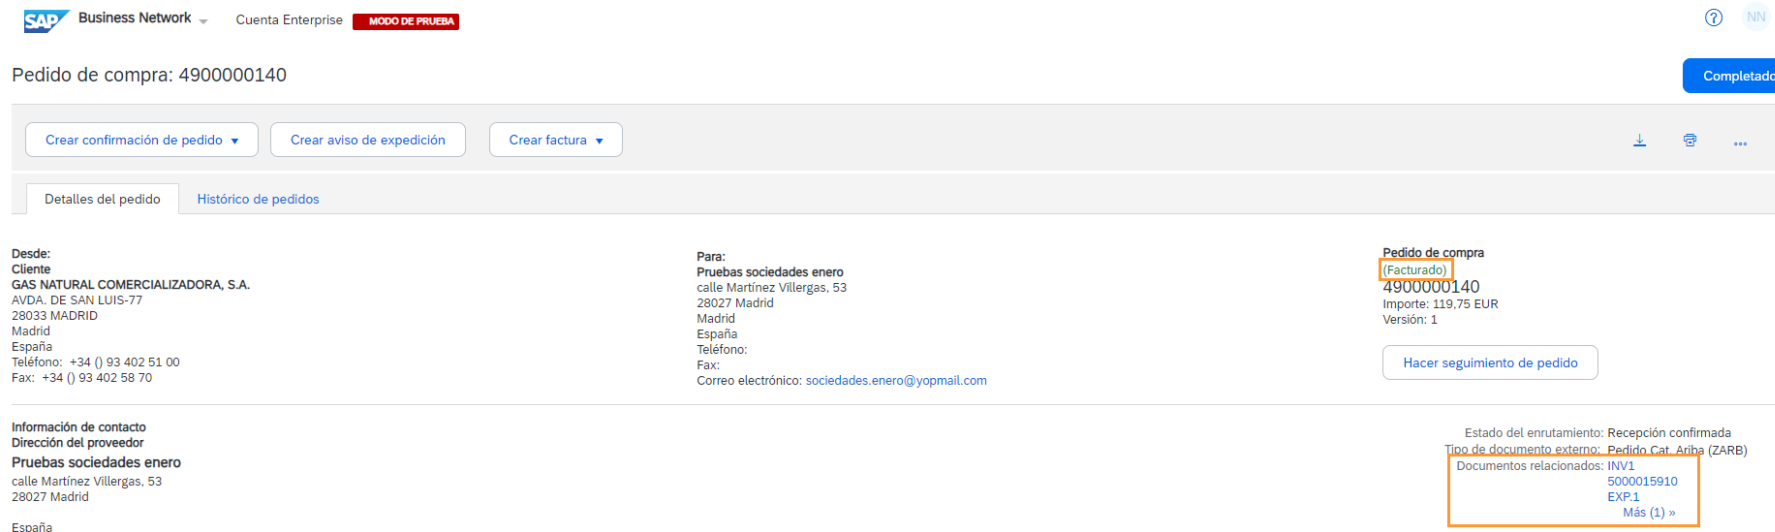 SAP Business Network Cuenta Enterprise MODO DE PRUEBA
? NN
Pedido de compra: 4900000140
Completado
Crear confirmación de pedido Crear aviso de expedición Crear factura
Detalles del pedido Histórico de pedidos
Desde:
Cliente
GAS NATURAL COMERCIALIZADORA, S.A.
AVDA. DE SAN LUIS-77
28033 MADRID
Madrid
España
Teléfono: +34 () 93 402 51 00
Fax: +34 () 93 402 58 70
Para:
Pruebas sociedades enero
calle Martínez Villergas, 53
28027 Madrid
Madrid
España
Teléfono:
Fax:
Correo electrónico: sociedades.enero@yopmail.com
Pedido de compra
(Facturado)
4900000140
Importe: 119,75 EUR
Versión: 1
Hacer seguimiento de pedido
Información de contacto
Dirección del proveedor
Pruebas sociedades enero
calle Martínez Villergas, 53
28027 Madrid
España
Estado del enrutamiento: Recepción confirmada
Tipo de documento externo: Pedido Cat. Ariba (ZARB)
Documentos relacionados: INV1
5000015910
EXP.1
Más (1) »